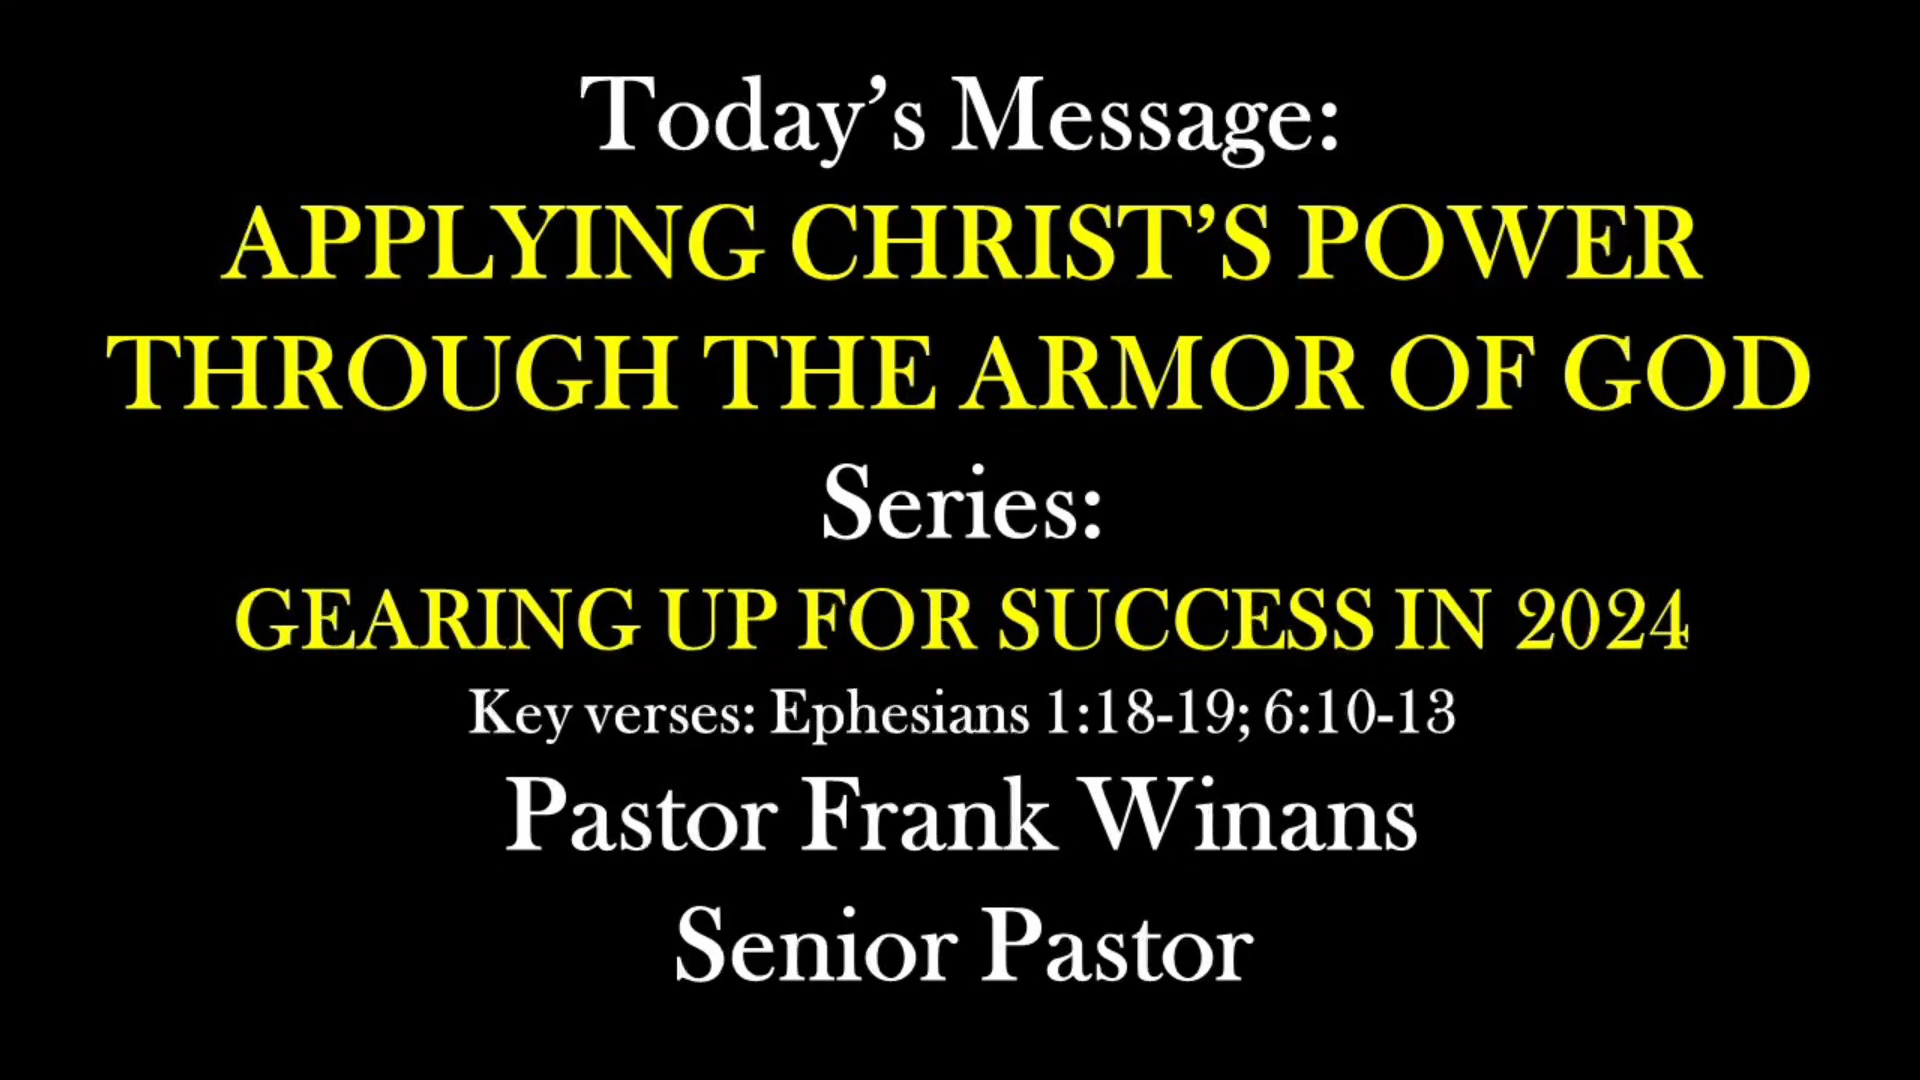 Today’s Message:
APPLYING CHRIST’S POWER
THROUGH THE ARMOR OF GOD
Series:
GEARING UP FOR SUCCESS IN 2024
Key verses: Ephesians 1:18-19; 6:10-13
Pastor Frank Winans
Senior Pastor